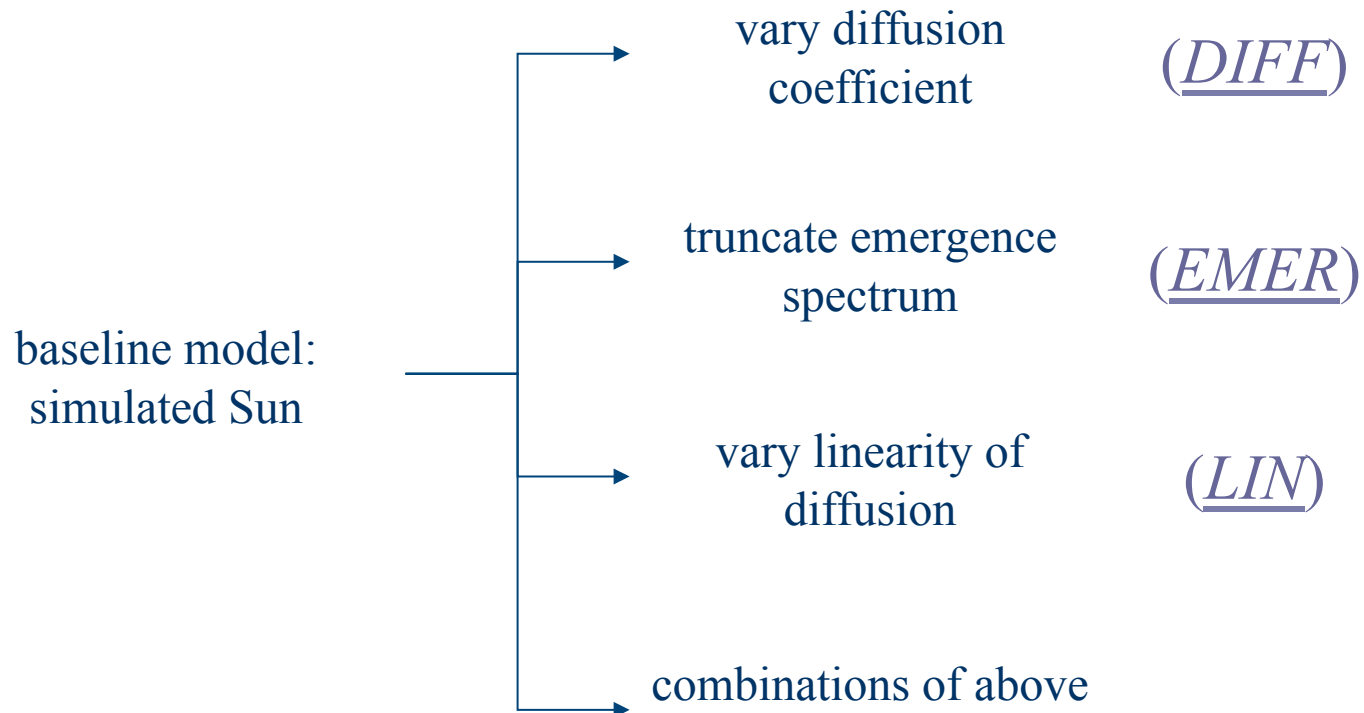 vary diffusion
coefficient
(DIFF)
truncate emergence
spectrum
(EMER)
baseline model:
simulated Sun
vary linearity of
diffusion
(LIN)
combinations of above